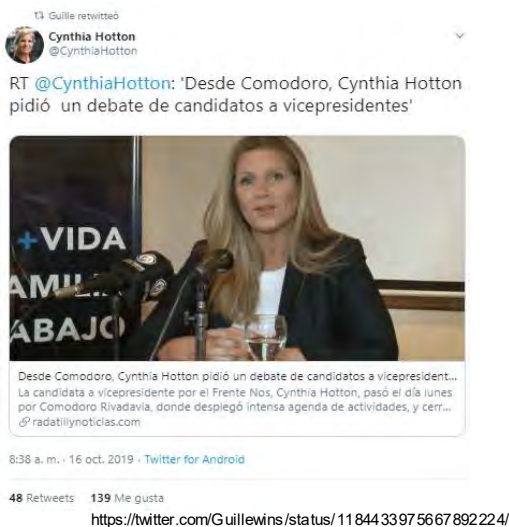 Guille retwitteó
Cynthia Hotton
@CynthiaHotton
RT @CynthiaHotton: 'Desde Comodoro, Cynthia Hotton
pidió un debate de candidatos a vicepresidentes'
+VIDA
AMILIA
ABAJO
Desde Comodoro, Cynthia Hotton pidió un debate de candidatos a vicepresident...
La candidata a vicepresidente por el Frente Nos, Cynthia Hotton, pasó el día lunes
por Comodoro Rivadavia, donde desplegó intensa agenda de actividades, y cerr...
radatillynoticias.com
8:38 a. m. · 16 oct. 2019 · Twitter for Android
48 Retweets 139 Me gusta
https://twitter.com/Guillewins/status/1184433975667892224/